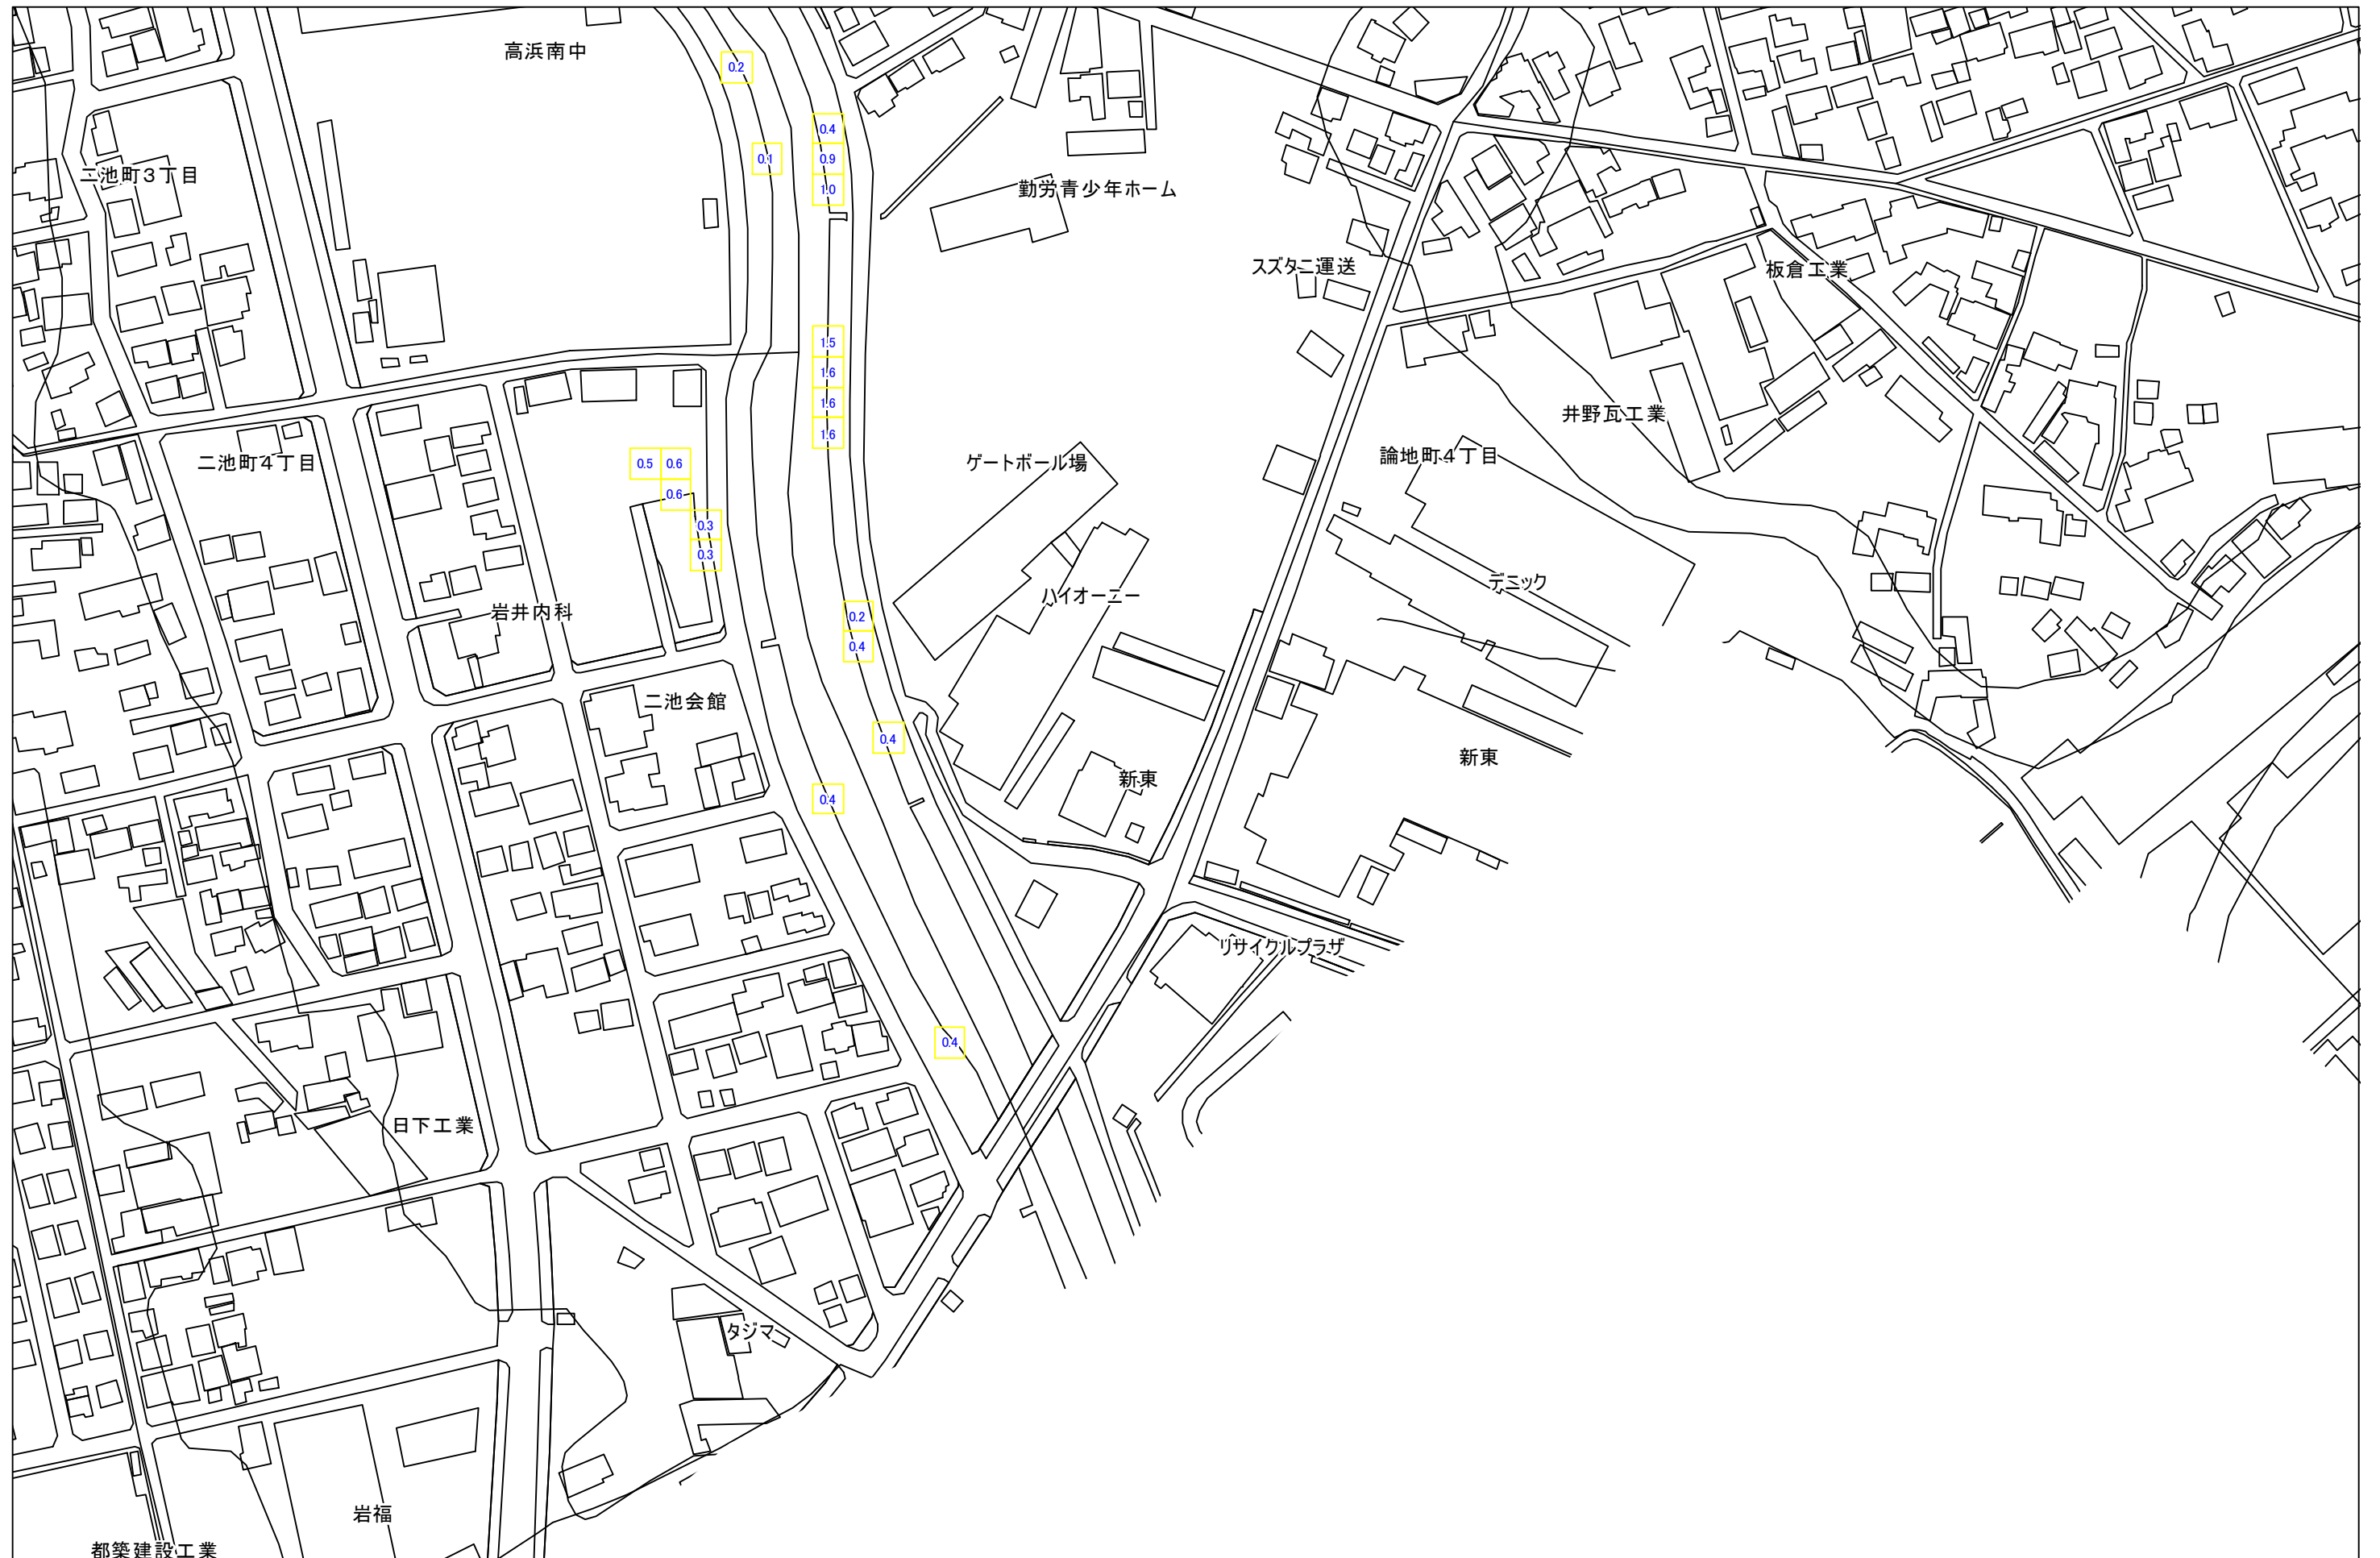 高浜南中
0.2
0.4
0.1
0.9
二池町3丁目
1.0
勤労青少年ホーム
スズタニ運送
板倉工業
1.5
1.6
1.6
井野瓦工業
1.6
二池町4丁目
0.5
0.6
ゲートボール場
論地町4丁目
0.6
0.3
0.3
デニック
ハイオーニー
岩井内科
0.2
0.4
二池会館
0.4
新東
新東
0.4
リサイクルプラザ
0.4
日下工業
タジマ
岩福
都築建設工業